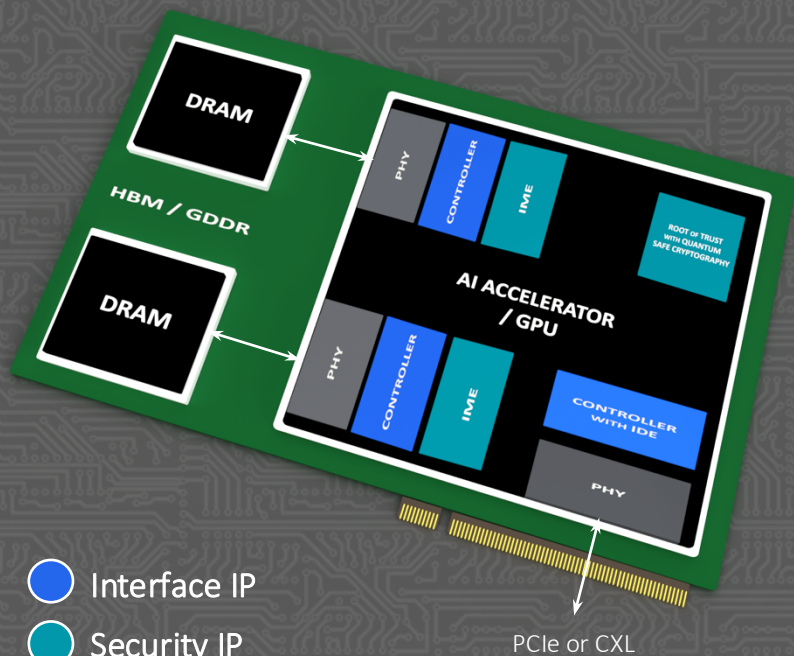 DRAM
HBM / GDDR
DRAM
PHY
CONTROLLER
IME
ROOT OF TRUST
WITH QUANTUM
SAFE CRYPTOGRAPHY
AI ACCELERATOR
/ GPU
PHY
CONTROLLER
IME
CONTROLLER
WITH IDE
PHY
Interface IP
Security IP
PCIe or CXL